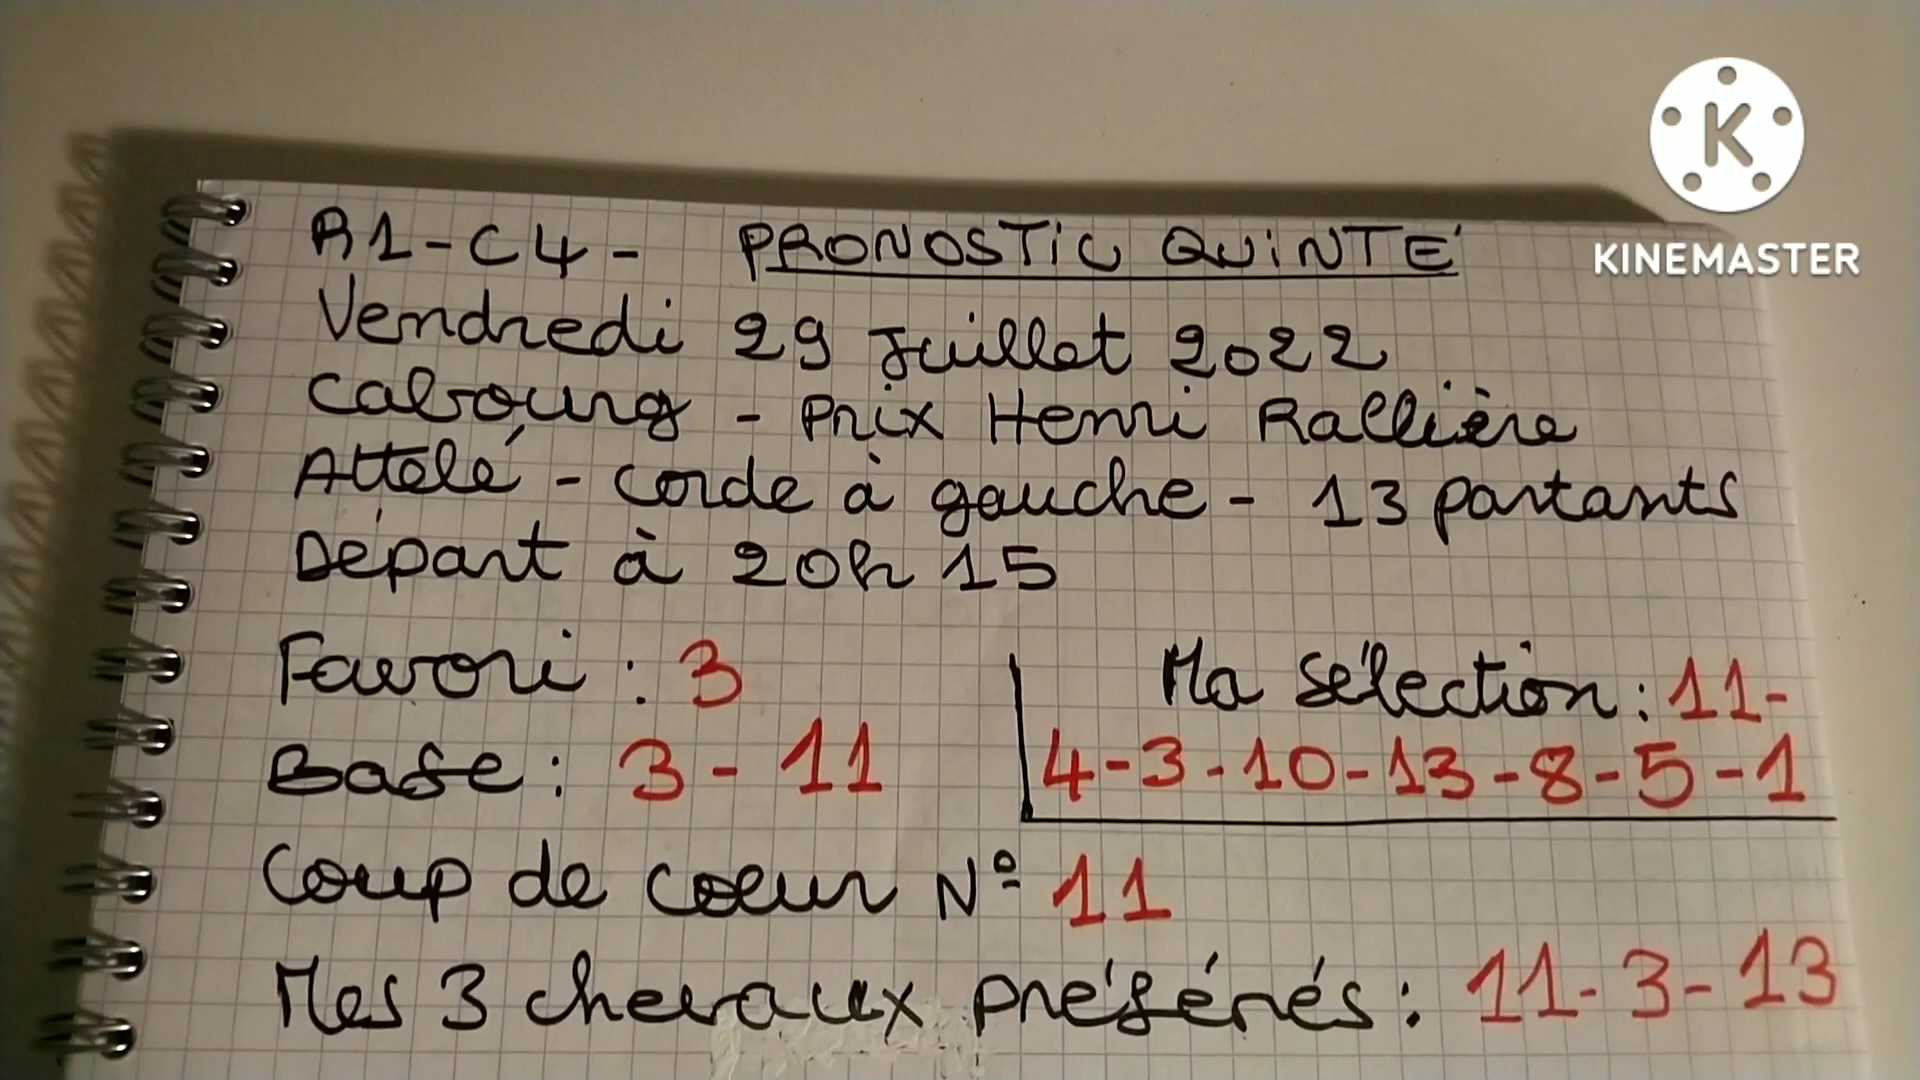 R1-C4- PRONOSTIC QUINTÉ
Vendredi 29 Juillet 2022
Cabourg - Prix Henri Rallière
Attelé - Corde à gauche - 13 partants
Départ à 20h15
Favori : 3
Base : 3 - 11
Ma sélection : 11-
4-3-10-13-8-5-1
Coup de coeur N° 11
Mes 3 chevaux préférés : 11-3-13
K
KINEMASTER